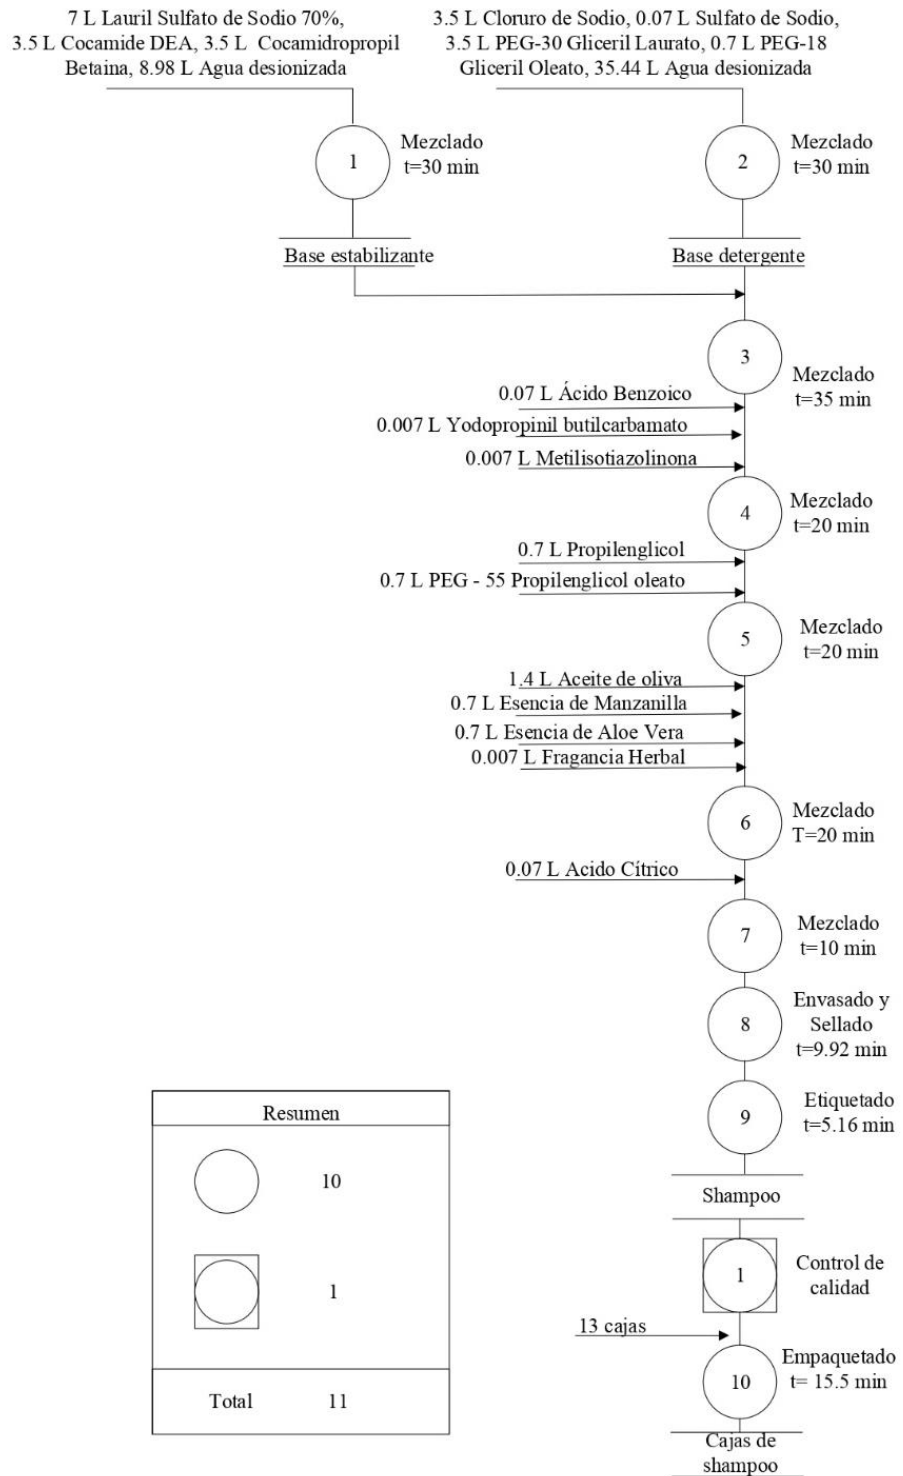 7 L Lauril Sulfato de Sodio 70%,
3.5 L Cocamide DEA, 3.5 L Cocamidropropil
Betaina, 8.98 L Agua desionizada
3.5 L Cloruro de Sodio, 0.07 L Sulfato de Sodio,
3.5 L PEG-30 Gliceril Laurato, 0.7 L PEG-18
Gliceril Oleato, 35.44 L Agua desionizada
1
Mezclado
t=30 min
2
Mezclado
t=30 min
Base estabilizante
Base detergente
3
Mezclado
t=35 min
0.07 L Ácido Benzoico
0.007 L Yodopropinil butilcarbamato
0.007 L Metilisotiazolinona
4
Mezclado
t=20 min
0.7 L Propilenglicol
0.7 L PEG - 55 Propilenglicol oleato
5
Mezclado
t=20 min
1.4 L Aceite de oliva
0.7 L Esencia de Manzanilla
0.7 L Esencia de Aloe Vera
0.007 L Fragancia Herbal
6
Mezclado
T=20 min
0.07 L Acido Cítrico
7
Mezclado
t=10 min
8
Envasado y
Sellado
t=9.92 min
9
Etiquetado
t=5.16 min
Shampoo
1
Control de
calidad
13 cajas
10
Empaquetado
t= 15.5 min
Cajas de
shampoo
Resumen
10
1
Total 11